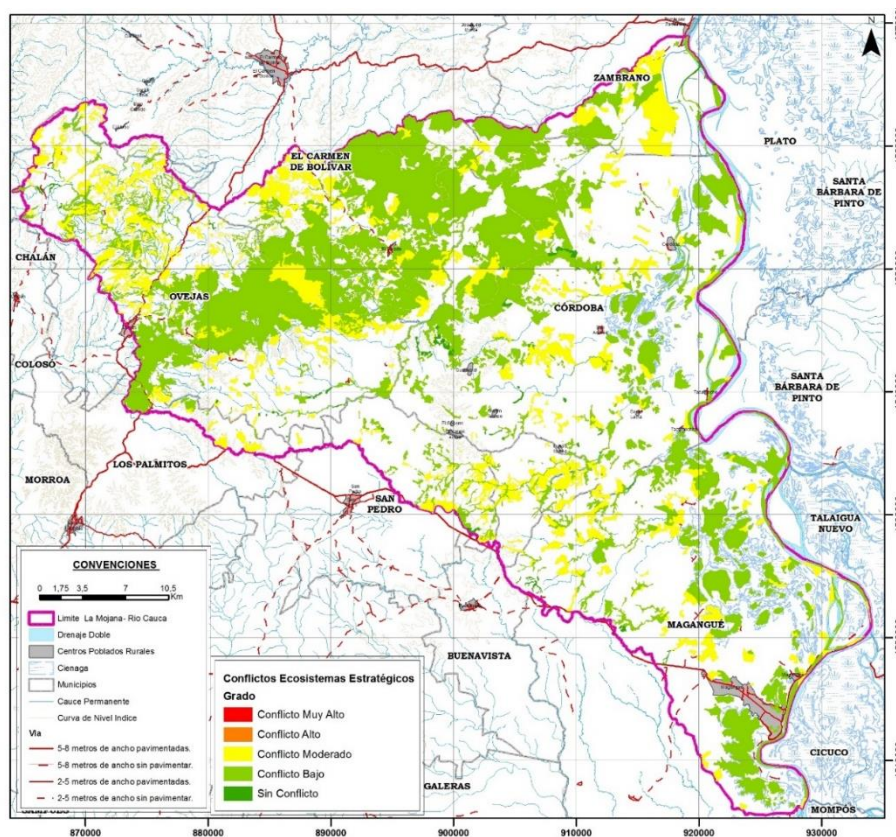 N
ZAMBRANO
PLATO
SANTA
BÁRBARA DE
PINTO
EL CARMEN
DE BOLÍVAR
CHALÁN
OVEJAS
CÓRDOBA
COLOSÓ
SANTA
BÁRBARA DE
PINTO
MORROA
LOS PALMITOS
SAN
PEDRO
TALAIGUA
NUEVO
MAGANGUÉ
BUENAVISTA
CICUCO
GALERAS
MOMPÓS
CONVENCIONES
0 1,75 3,5 7 10,5
Km
Limite La Mojana- Rio Cauca
Drenaje Doble
Centros Poblados Rurales
Cienaga
Municipios
Cauce Permanente
Curva de Nivel Indice
Via
5-8 metros de ancho pavimentadas.
5-8 metros de ancho sin pavimentar.
2-5 metros de ancho pavimentadas.
2-5 metros de ancho sin pavimentar.
Conflictos Ecosistemas Estratégicos
Grado
Conflicto Muy Alto
Conflicto Alto
Conflicto Moderado
Conflicto Bajo
Sin Conflicto
870000 880000 890000 900000 910000 920000 930000